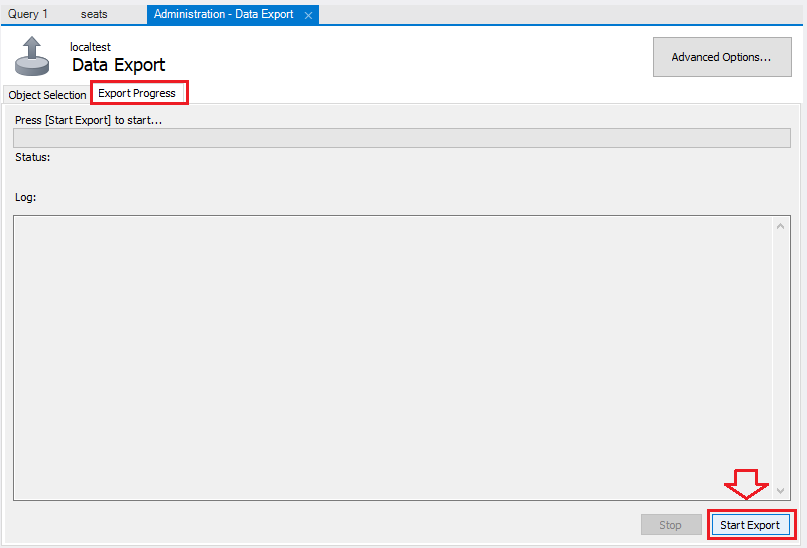 Query 1 seats Administration - Data Export
localtest
Data Export
Advanced Options...
Object Selection Export Progress
Press [Start Export] to start...
Status:
Log:
Stop Start Export